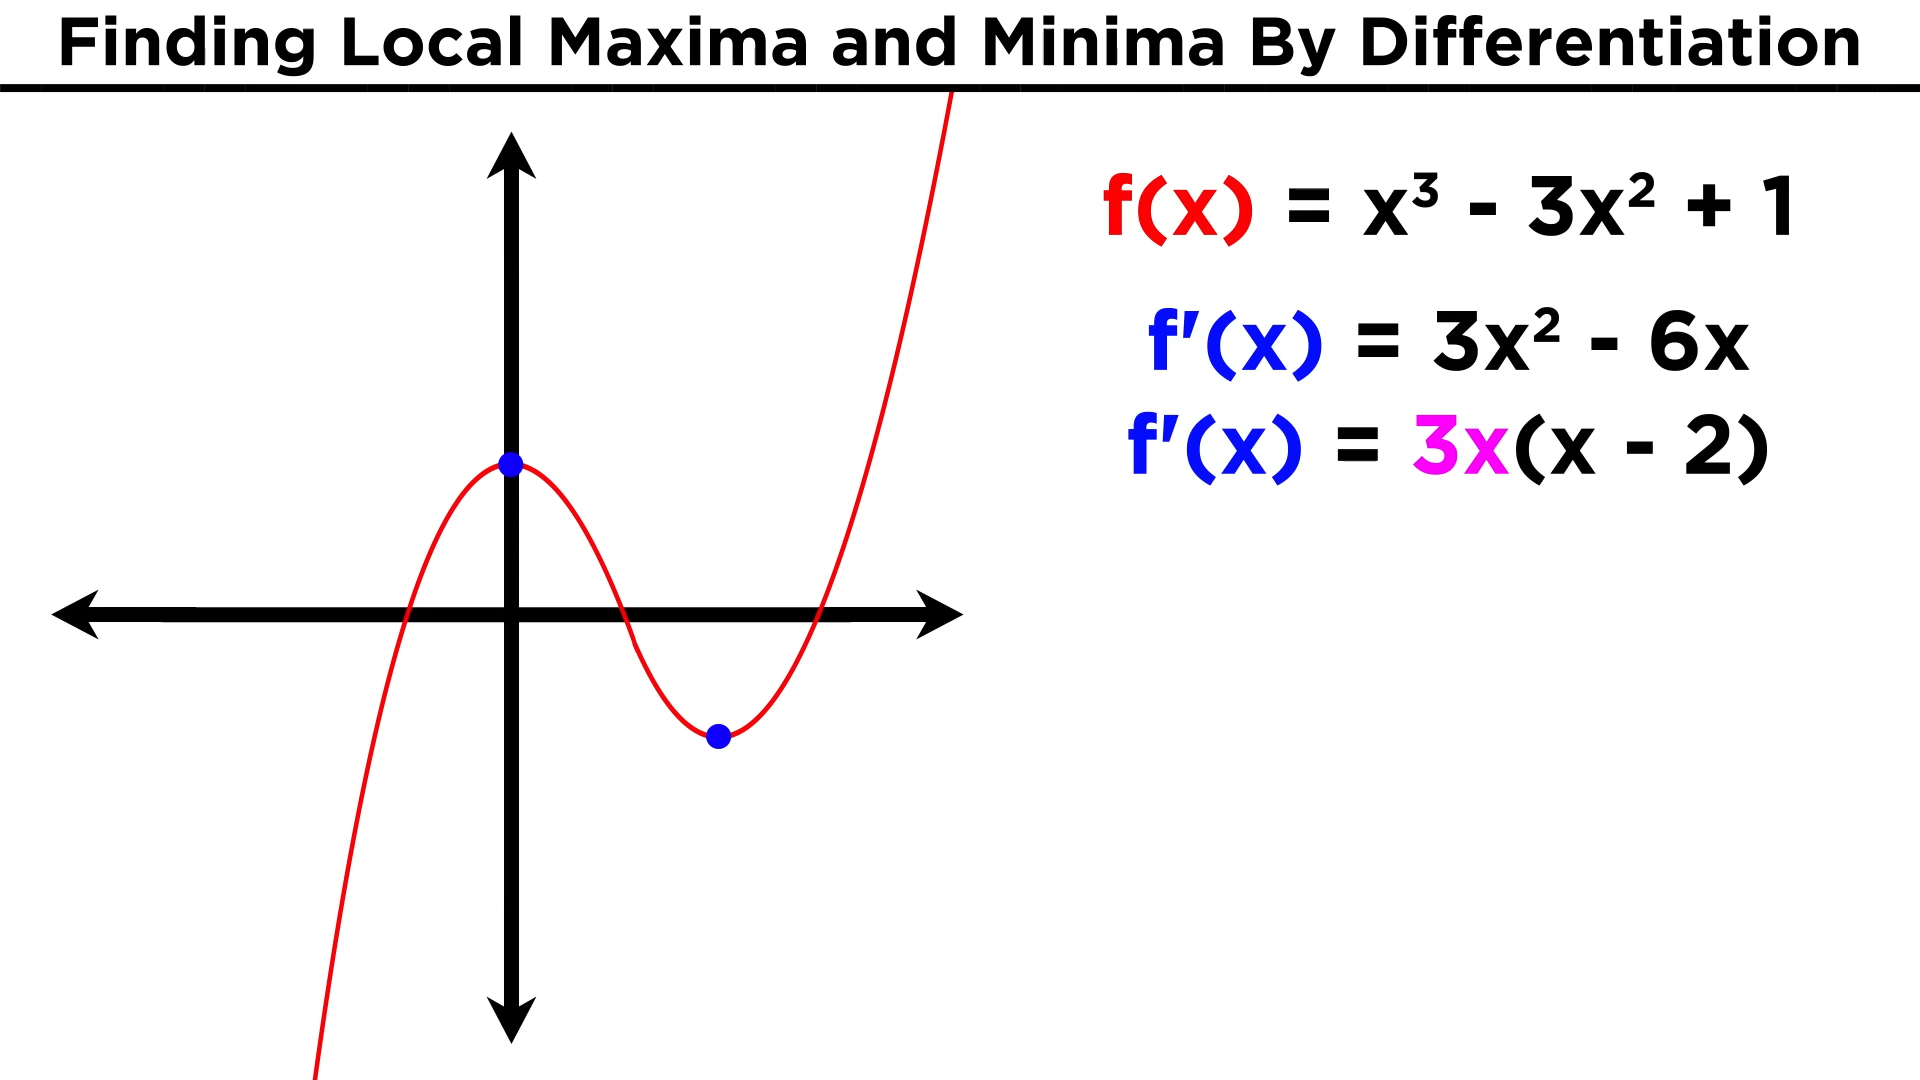 Finding Local Maxima and Minima By Differentiation
f(x) = x³ - 3x² + 1
f'(x) = 3x² - 6x
f'(x) = 3x(x - 2)